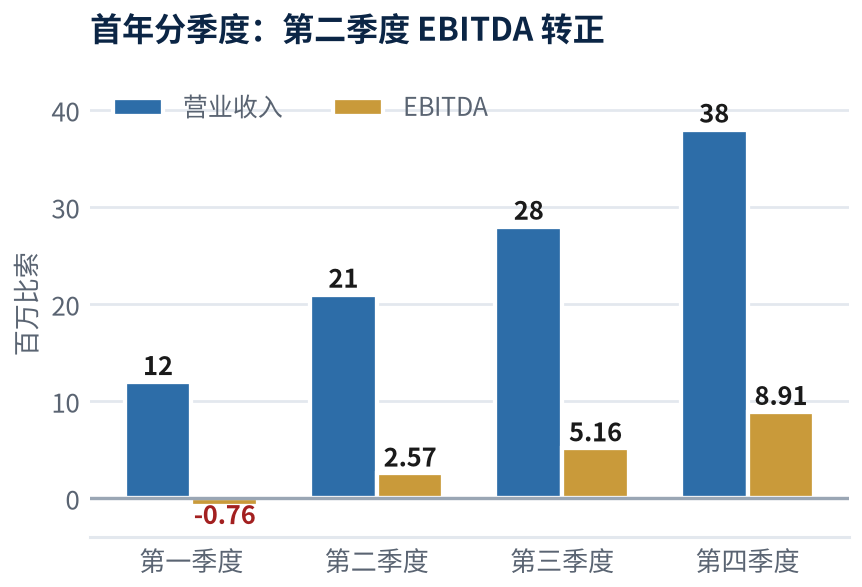 首年分季度：第二季度 EBITDA 转正
营业收入
EBITDA
百万比索
40
30
20
10
0
12
-0.76
21
2.57
28
5.16
38
8.91
第一季度
第二季度
第三季度
第四季度